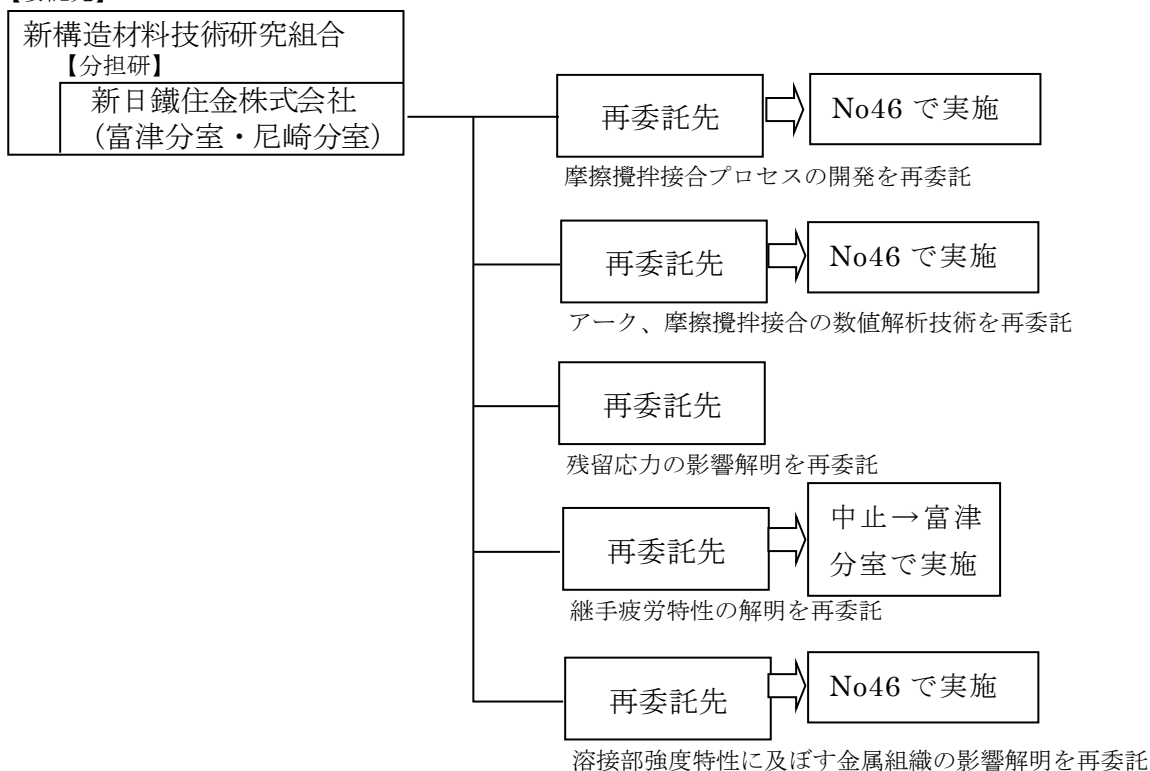 新構造材料技術研究組合
【分担研】
新日鐵住金株式会社
(富津分室・尼崎分室)
再委託先
No46 で実施
摩擦攪拌接合プロセスの開発を再委託
再委託先
No46 で実施
アーク、摩擦攪拌接合の数値解析技術を再委託
再委託先
残留応力の影響解明を再委託
再委託先
中止→富津
分室で実施
継手疲労特性の解明を再委託
再委託先
No46 で実施
溶接部強度特性に及ぼす金属組織の影響解明を再委託